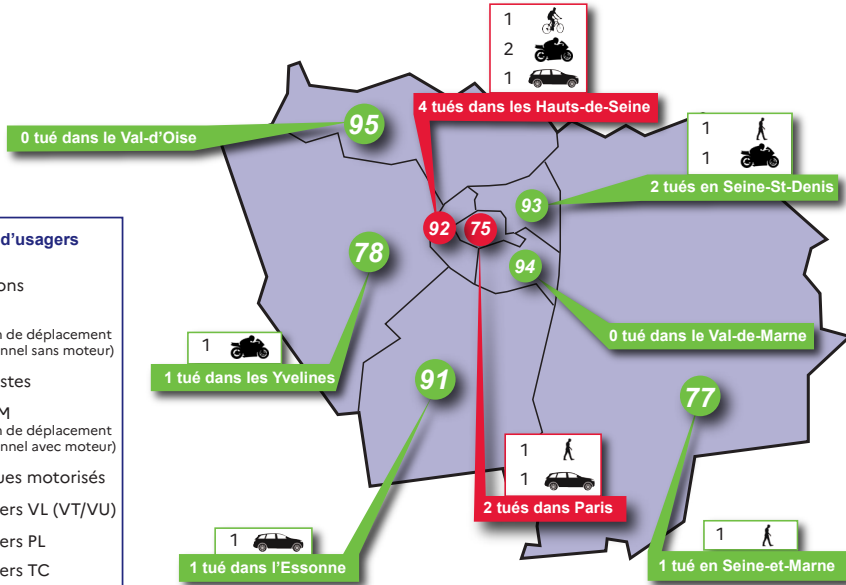 1
2
1
4 tués dans les Hauts-de-Seine
95
0 tué dans le Val-d'Oise
1
1
2 tués en Seine-St-Denis
93
92
75
78
94
d'usagers
ons
n de déplacement
nnel sans moteur)
stes
M
n de déplacement
nnel avec moteur)
ues motorisés
ers VL (VT/VU)
ers PL
ers TC
0 tué dans le Val-de-Marne
1
1 tué dans les Yvelines
91
77
1
1
2 tués dans Paris
1
1 tué dans l'Essonne
1
1 tué en Seine-et-Marne